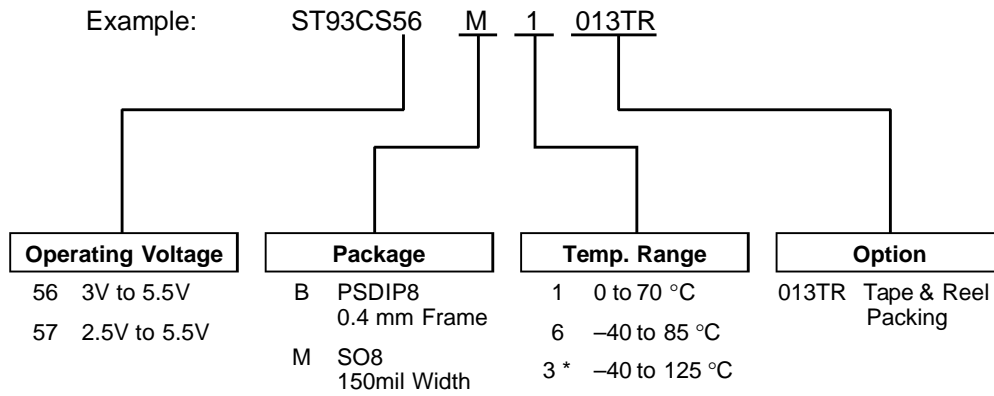 Example: ST93CS56 M 1 013TR
Operating Voltage
56 3V to 5.5V
57 2.5V to 5.5V
Package
B PSDIP8
0.4 mm Frame
M SO8
150mil Width
Temp. Range
1 0 to 70 °C
6 –40 to 85 °C
3 * –40 to 125 °C
Option
013TR Tape & Reel
Packing